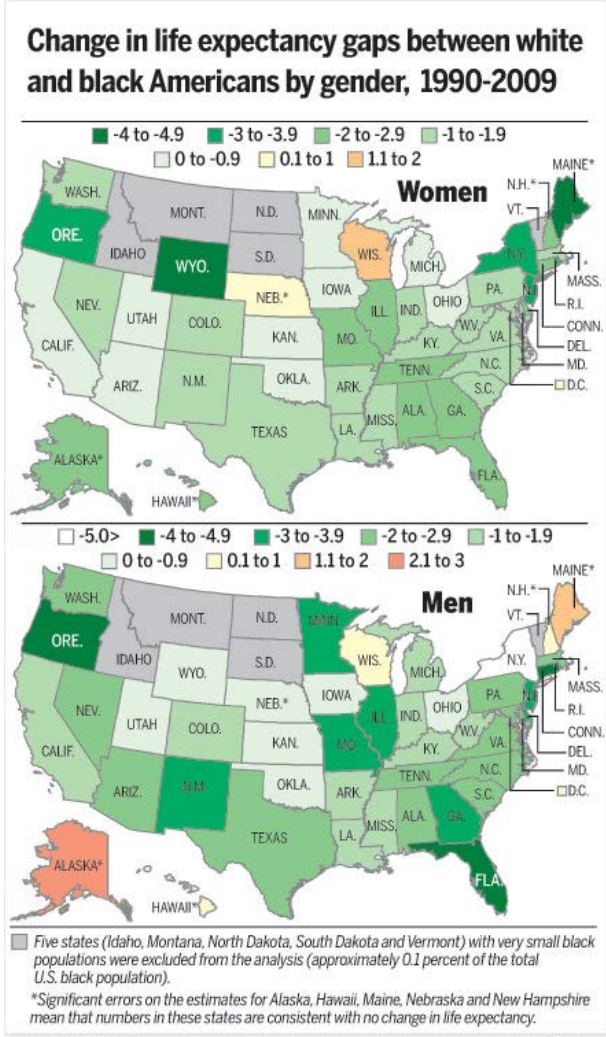 Change in life expectancy gaps between white
and black Americans by gender, 1990-2009
-4 to -4.9 -3 to -3.9 -2 to -2.9 -1 to -1.9
0 to -0.9 0.1 to 1 1.1 to 2
Women
WASH.
ORE.
IDAHO
MONT.
N.D.
S.D.
WYO.
NEB.*
MINN.
WIS.
MICH.
IOWA
NEV.
UTAH
CALIF.
COLO.
KAN.
ARIZ.
N.M.
OKLA.
TEXAS
MO.
ILL.
IND.
OHIO
KY.
TENN.
ARK.
LA.
MISS.
ALA.
GA.
FLA.
S.C.
N.C.
VA.
W.V.
PA.
N.Y.
N.J.
MAINE*
N.H.*
VT.
MASS.
R.I.
CONN.
DEL.
MD.
D.C.
ALASKA*
HAWAII*
-5.0> -4 to -4.9 -3 to -3.9 -2 to -2.9 -1 to -1.9
0 to -0.9 0.1 to 1 1.1 to 2 2.1 to 3
Men
WASH.
ORE.
IDAHO
MONT.
N.D.
S.D.
WYO.
NEB.*
MINN.
WIS.
MICH.
IOWA
NEV.
UTAH
CALIF.
COLO.
KAN.
ARIZ.
N.M.
OKLA.
TEXAS
MO.
ILL.
IND.
OHIO
KY.
TENN.
ARK.
LA.
MISS.
ALA.
GA.
FLA.
S.C.
N.C.
VA.
W.V.
PA.
N.Y.
N.J.
MAINE*
N.H.*
VT.
MASS.
R.I.
CONN.
DEL.
MD.
D.C.
ALASKA*
HAWAII*
Five states (Idaho, Montana, North Dakota, South Dakota and Vermont) with very small black
populations were excluded from the analysis (approximately 0.1 percent of the total
U.S. black population).
*Significant errors on the estimates for Alaska, Hawaii, Maine, Nebraska and New Hampshire
mean that numbers in these states are consistent with no change in life expectancy.